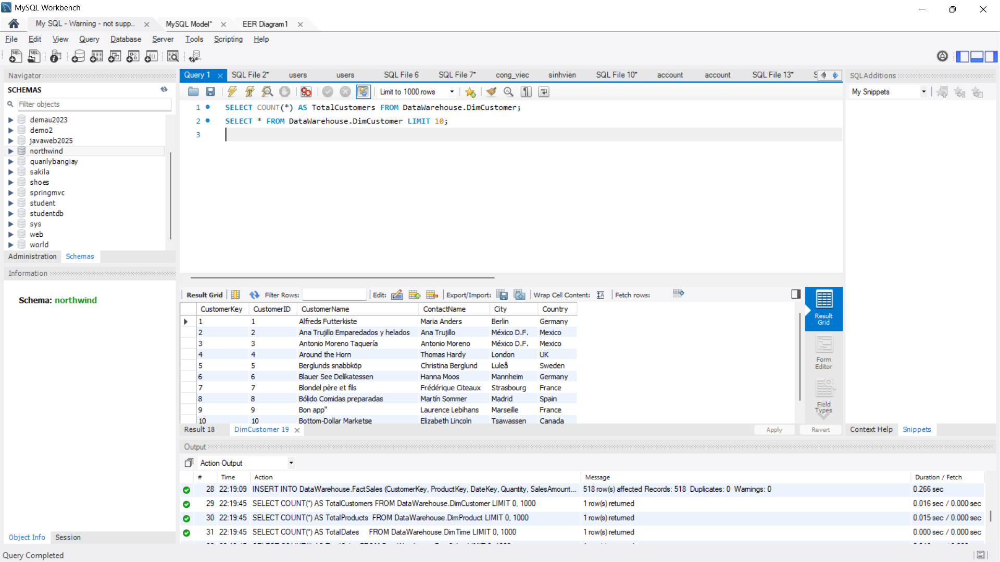 MySQL Workbench
My SQL - Warning - not supp...
MySQL Model*
EER Diagram1
File Edit View Query Database Server Tools Scripting Help
Navigator
SCHEMAS
Filter objects
demau2023
demo2
javaweb2025
northwind
quanlybangiay
sakila
shoes
springmvc
student
studentdb
sys
web
world
Administration Schemas
Information
Schema: northwind
Object Info Session
Query 1 SQL File 2* users users SQL File 6 SQL File 7* cong_viec sinhvien SQL File 10* account account SQL File 13* S
Limit to 1000 rows
1 SELECT COUNT(*) AS TotalCustomers FROM DataWarehouse.DimCustomer;
2 SELECT * FROM DataWarehouse.DimCustomer LIMIT 10;
3
Result Grid Filter Rows: Edit: Export/Import: Wrap Cell Content: Fetch rows:
CustomerKey CustomerID CustomerName ContactName City Country
1 1 Alfreds Futterkiste Maria Anders Berlin Germany
2 2 Ana Trujillo Emparedados y helados Ana Trujillo México D.F. Mexico
3 3 Antonio Moreno Taquería Antonio Moreno México D.F. Mexico
4 4 Around the Horn Thomas Hardy London UK
5 5 Berglunds snabbköp Christina Berglund Luleå Sweden
6 6 Blauer See Delikatessen Hanna Moos Mannheim Germany
7 7 Blondel père et fils Frédérique Citeaux Strasbourg France
8 8 Bólido Comidas preparadas Martín Sommer Madrid Spain
9 9 Bon app" Laurence Lebihans Marseille France
10 10 Bottom-Dollar Marketse Elizabeth Lincoln Tsawassen Canada
Result Grid
Form Editor
Field Types
Result 18 DimCustomer 19 Apply Revert
SQLAdditions
My Snippets
Context Help Snippets
Output
Action Output
# Time Action Message Duration / Fetch
28 22:19:09 INSERT INTO DataWarehouse.FactSales (CustomerKey, ProductKey, DateKey, Quantity, SalesAmount... 518 row(s) affected Records: 518 Duplicates: 0 Warnings: 0 0.266 sec
29 22:19:45 SELECT COUNT(*) AS TotalCustomers FROM DataWarehouse.DimCustomer LIMIT 0, 1000 1 row(s) returned 0.016 sec / 0.000 sec
30 22:19:45 SELECT COUNT(*) AS TotalProducts FROM DataWarehouse.DimProduct LIMIT 0, 1000 1 row(s) returned 0.015 sec / 0.000 sec
31 22:19:45 SELECT COUNT(*) AS TotalDates FROM DataWarehouse.DimTime LIMIT 0, 1000 1 row(s) returned 0.000 sec / 0.000 sec
Query Completed